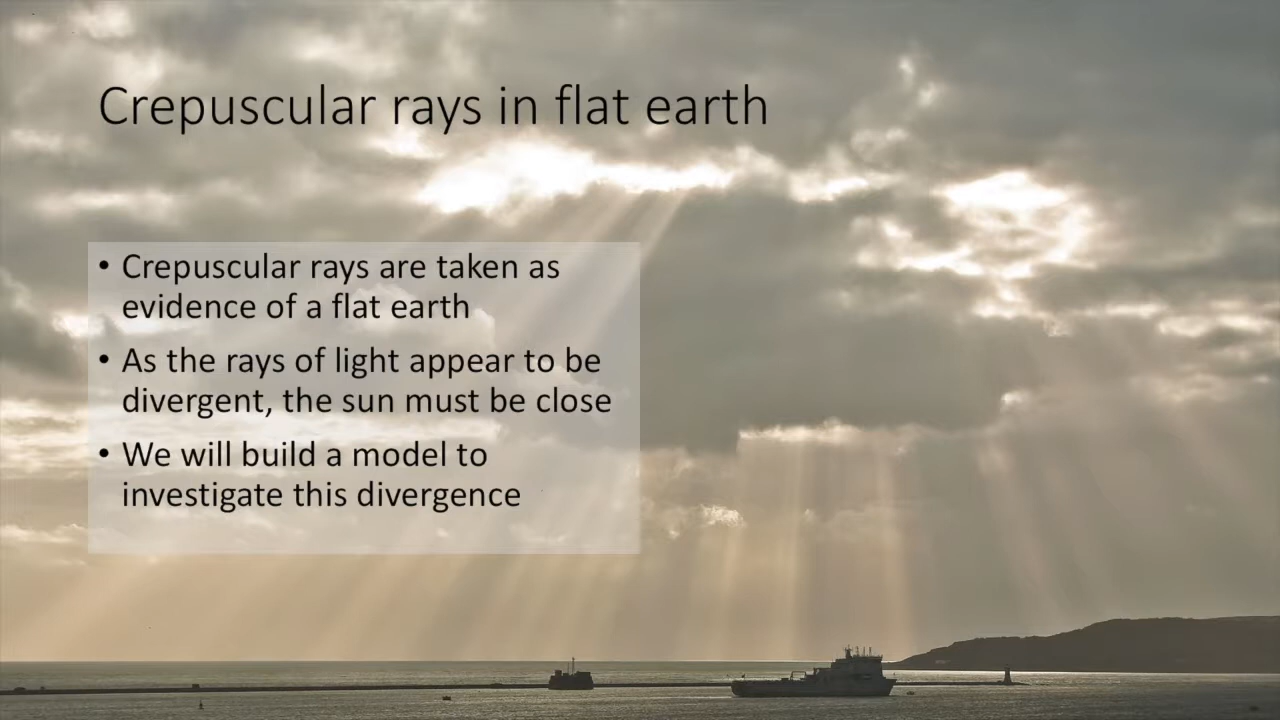 Crepuscular rays in flat earth
• Crepuscular rays are taken as
evidence of a flat earth
• As the rays of light appear to be
divergent, the sun must be close
• We will build a model to
investigate this divergence